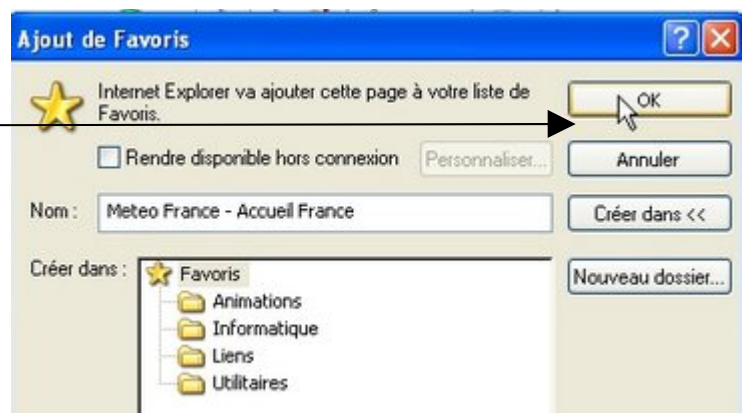 Ajout de Favoris
Internet Explorer va ajouter cette page à votre liste de
Favoris.
OK
Rendre disponible hors connexion
Personnaliser...
Annuler
Nom :
Meteo France - Accueil France
Créer dans <<
Créer dans :
Favoris
Nouveau dossier...
Animations
Informatique
Liens
Utilitaires